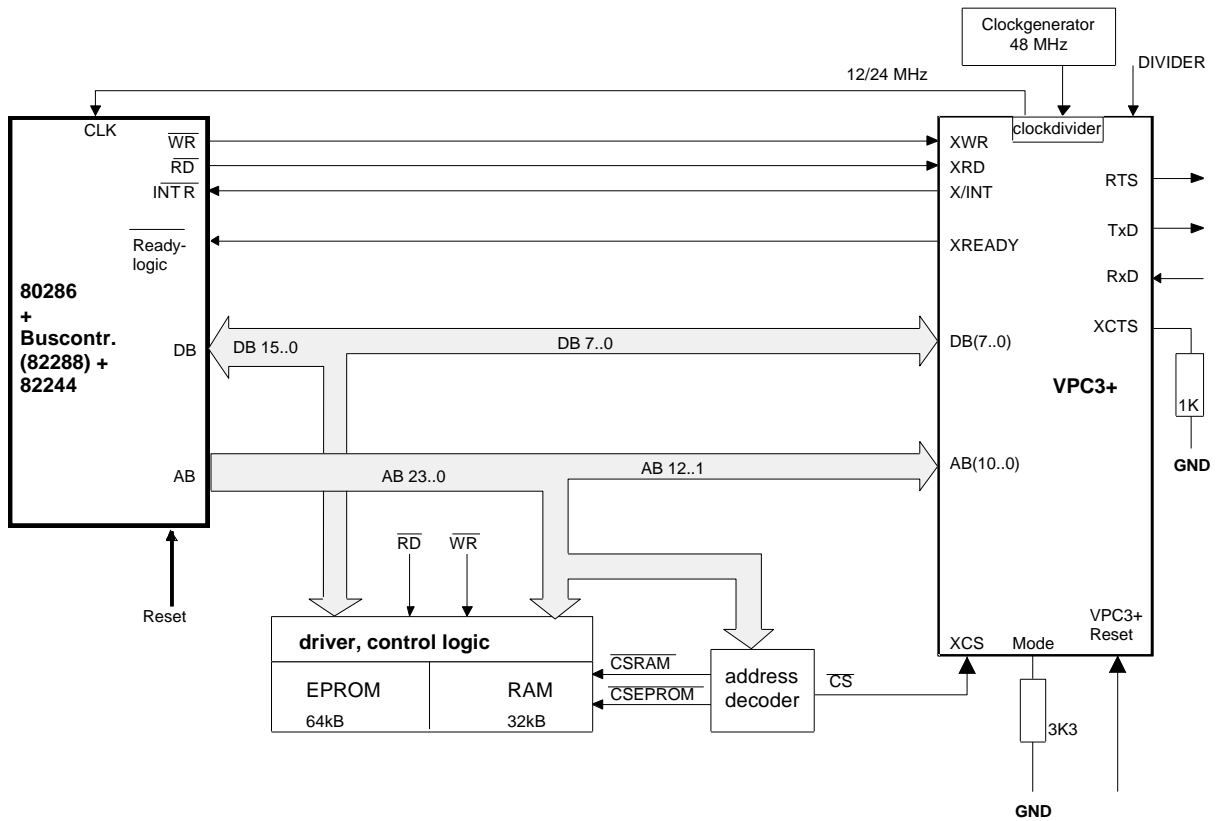 Clockgenerator
48 MHz
DIVIDER
12/24 MHz
CLK
clockdivider
WR
XWR
RD
XRD
RTS
INTR
X/INT
TxD
Ready-
logic
XREADY
RxD
80286
+
Buscontr.
(82288) +
82244
XCTS
DB
DB 15..0
DB 7..0
DB(7..0)
VPC3+
1K
GND
AB
AB 23..0
AB 12..1
AB(10..0)
RD
WR
Reset
VPC3+
Reset
driver, control logic
XCS
Mode
CSRAM
EPROM
RAM
CSEPROM
address
decoder
CS
64kB
32kB
3K3
GND